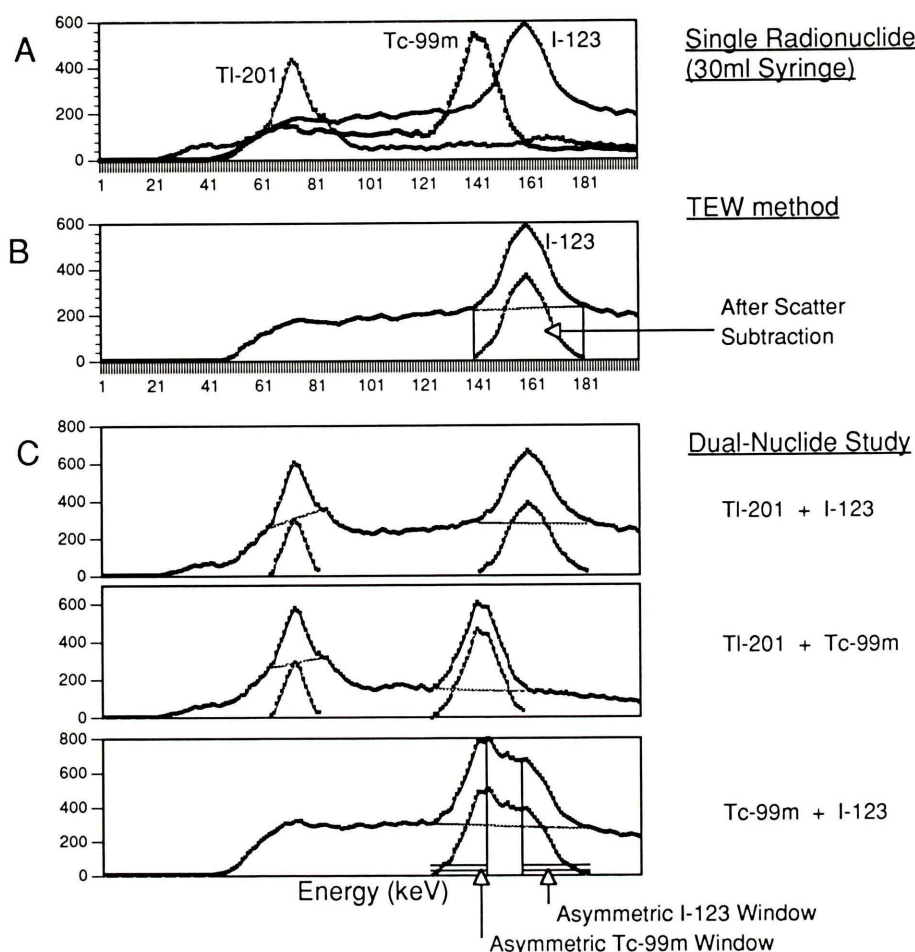 A
600
400
200
0
Tl-201
Tc-99m
I-123
1 21 41 61 81 101 121 141 161 181
Single Radionuclide
(30ml Syringe)
TEW method
B
600
400
200
0
I-123
1 21 41 61 81 101 121 141 161 181
After Scatter
Subtraction
C
Dual-Nuclide Study
800
600
400
200
0
Tl-201 + I-123
600
400
200
0
Tl-201 + Tc-99m
800
600
400
200
0
Tc-99m + I-123
Energy (keV)
Asymmetric I-123 Window
Asymmetric Tc-99m Window